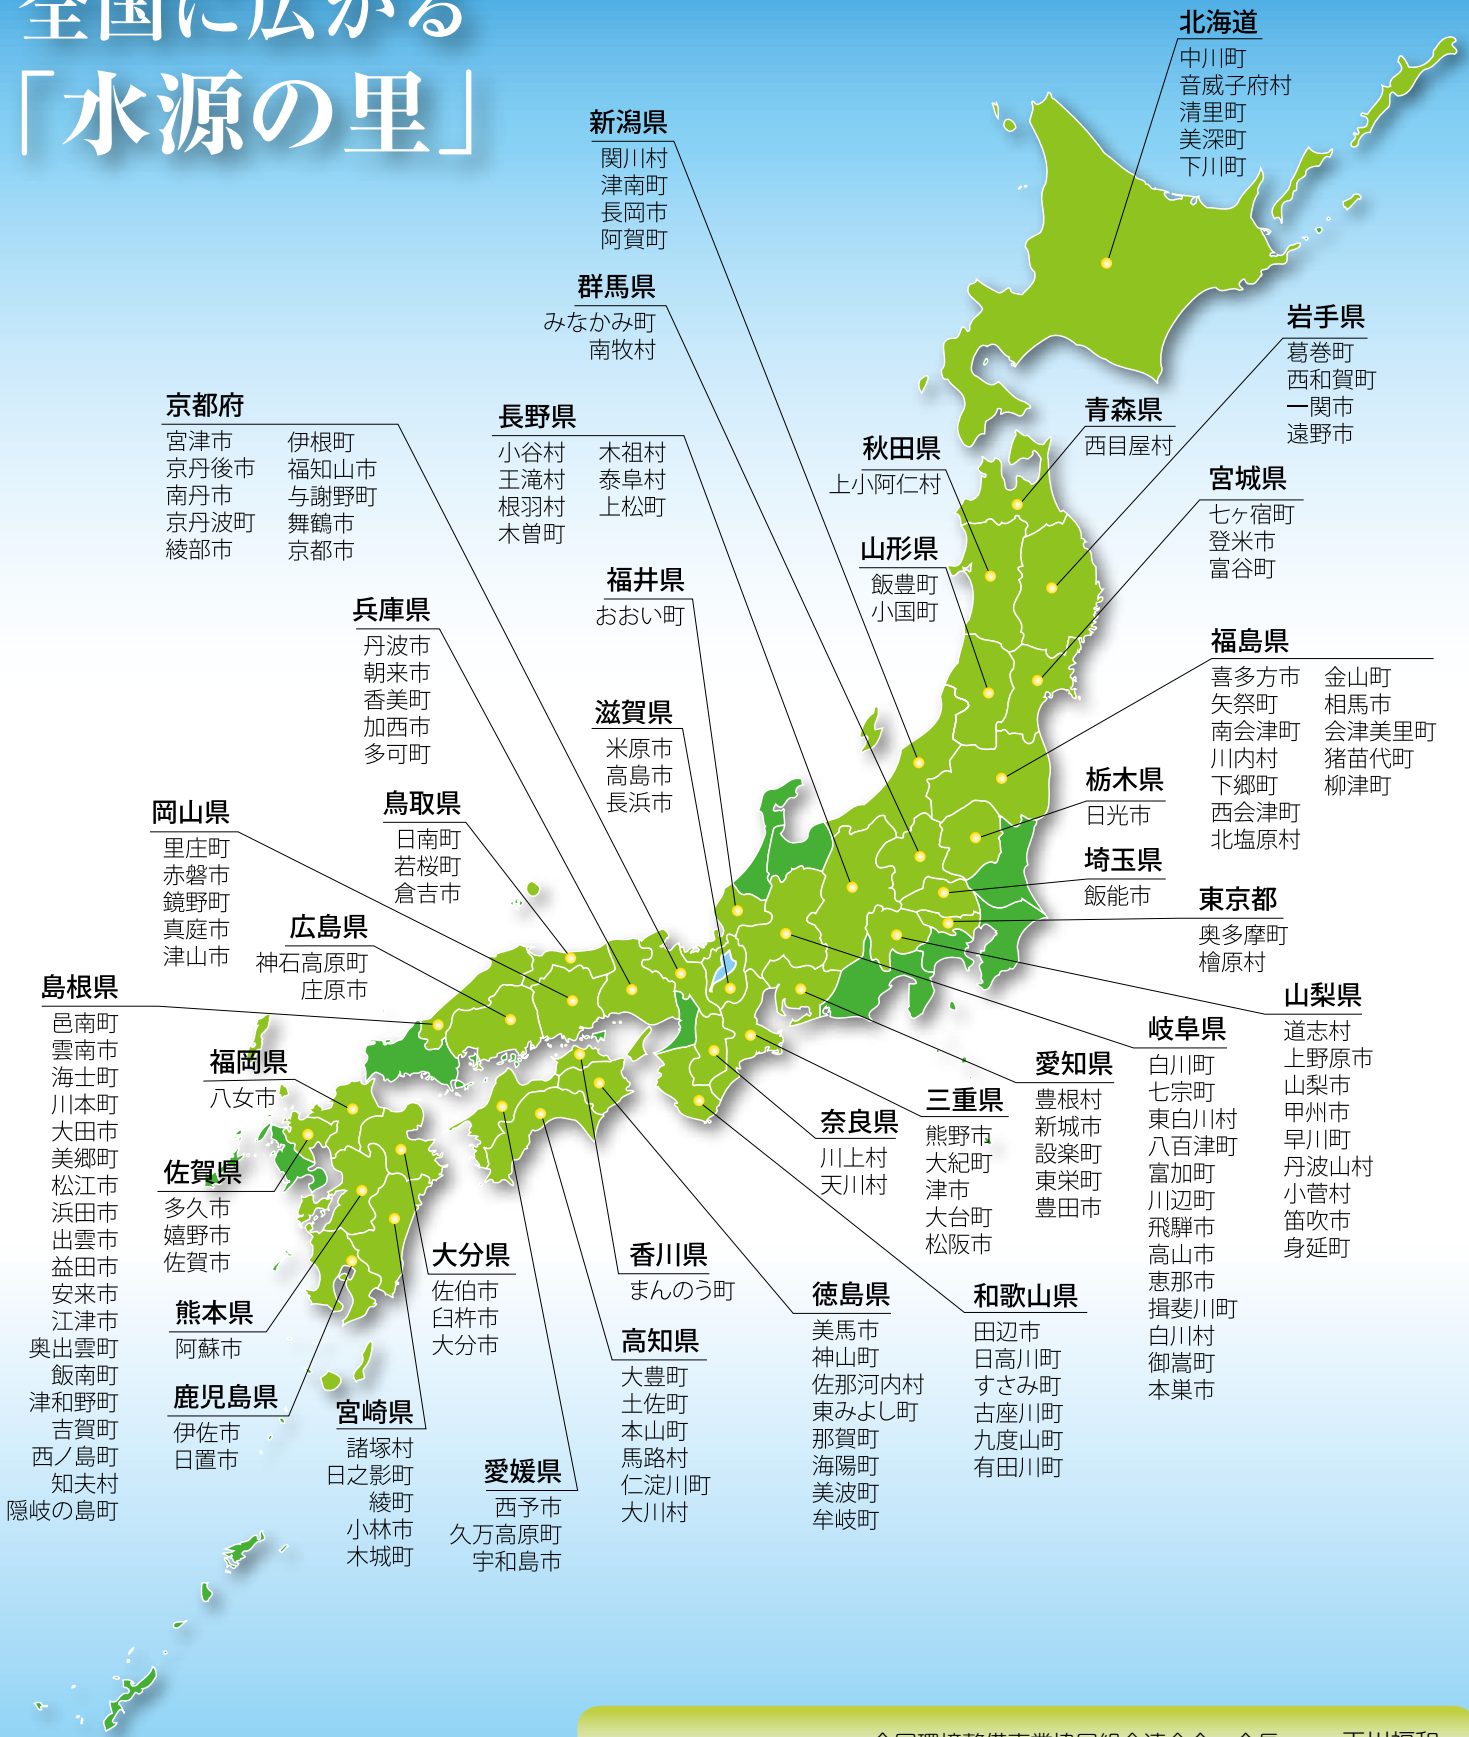 全国に広がる
「水源の里」
北海道
中川町
音威子府村
清里町
美深町
下川町
新潟県
関川村
津南町
長岡市
阿賀町
群馬県
みなかみ町
南牧村
岩手県
葛巻町
西和賀町
一関市
遠野市
京都府
宮津市 伊根町
京丹後市 福知山市
南丹市 与謝野町
京丹波町 舞鶴市
綾部市 京都市
長野県
小谷村 木祖村
王滝村 泰阜村
根羽村 上松町
木曽町
青森県
西目屋村
秋田県
上小阿仁村
宮城県
七ヶ宿町
登米市
富谷町
山形県
飯豊町
小国町
福井県
おおい町
兵庫県
丹波市
朝来市
香美町
加西市
多可町
福島県
喜多方市 金山町
矢祭町 相馬市
南会津町 会津美里町
川内村 猪苗代町
下郷町 柳津町
西会津町
北塩原村
滋賀県
米原市
高島市
長浜市
栃木県
日光市
鳥取県
日南町
若桜町
倉吉市
岡山県
里庄町
赤磐市
鏡野町
真庭市
津山市
埼玉県
飯能市
東京都
奥多摩町
檜原村
広島県
神石高原町
庄原市
島根県
邑南町
雲南市
海士町
川本町
大田市
美郷町
松江市
浜田市
出雲市
益田市
安来市
江津市
奥出雲町
飯南町
津和野町
吉賀町
西ノ島町
知夫村
隠岐の島町
山梨県
道志村
上野原市
山梨市
甲州市
早川町
丹波山村
小菅村
笛吹市
身延町
岐阜県
白川町
七宗町
東白川村
八百津町
富加町
川辺町
飛騨市
高山市
恵那市
揖斐川町
白川村
御嵩町
本巣市
福岡県
八女市
愛知県
豊根村
新城市
設楽町
東栄町
豊田市
三重県
熊野市
大紀町
津市
大台町
松阪市
奈良県
川上村
天川村
佐賀県
多久市
嬉野市
佐賀市
大分県
佐伯市
臼杵市
大分市
香川県
まんのう町
徳島県
美馬市
神山町
佐那河内村
東みよし町
那賀町
海陽町
美波町
牟岐町
和歌山県
田辺市
日高川町
すさみ町
古座川町
九度山町
有田川町
熊本県
阿蘇市
高知県
大豊町
土佐町
本山町
馬路村
仁淀川町
大川村
鹿児島県
伊佐市
日置市
宮崎県
諸塚村
日之影町
綾町
小林市
木城町
愛媛県
西予市
久万高原町
宇和島市